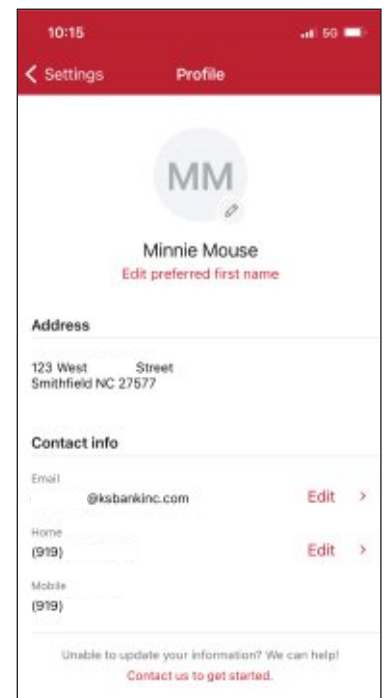 10:15 5G
Settings Profile
MM
Minnie Mouse
Edit preferred first name
Address
123 West Street
Smithfield NC 27577
Contact info
Email
@ksbankinc.com Edit >
Home
(919) Edit >
Mobile
(919)
Unable to update your information? We can help!
Contact us to get started.